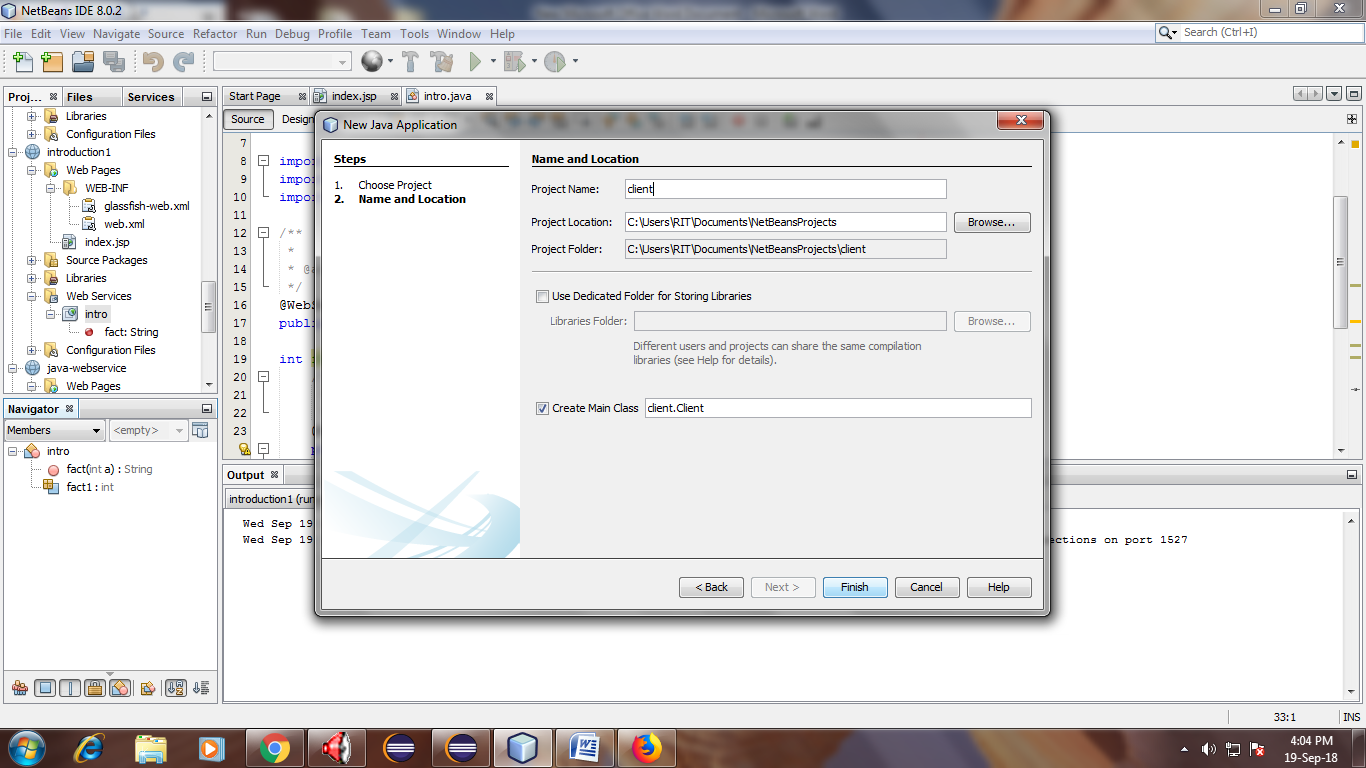 NetBeans IDE 8.0.2
File Edit View Navigate Source Refactor Run Debug Profile Team Tools Window Help
Search (Ctrl+I)
Proj... Files Services
Libraries
Configuration Files
introduction1
Web Pages
WEB-INF
glassfish-web.xml
web.xml
index.jsp
Source Packages
Libraries
Web Services
intro
fact: String
Configuration Files
java-webservice
Web Pages
Navigator
Members <empty>
intro
fact(int a) : String
fact1 : int
Start Page index.jsp intro.java
Source Design
7
8 impor
9 impor
10 impor
11
12 /**
13 *
14 * @a
15 */
16 @WebS
17 publi
18
19 int
20
21
22
23
New Java Application
Steps
1. Choose Project
2. Name and Location
Name and Location
Project Name: client
Project Location: C:\Users\RIT\Documents\NetBeansProjects Browse...
Project Folder: C:\Users\RIT\Documents\NetBeansProjects\client
Use Dedicated Folder for Storing Libraries
Libraries Folder: Browse...
Different users and projects can share the same compilation
libraries (see Help for details).
Create Main Class client.Client
< Back Next > Finish Cancel Help
Output
introduction1 (run
Wed Sep 19
Wed Sep 19 ections on port 1527
33:1 INS
4:04 PM
19-Sep-18